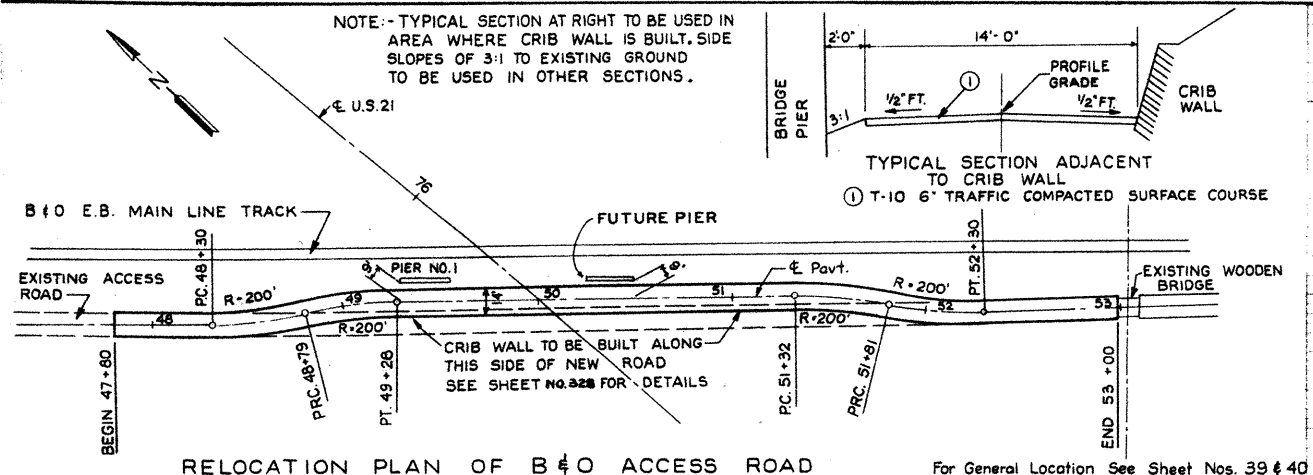 NOTE:- TYPICAL SECTION AT RIGHT TO BE USED IN
AREA WHERE CRIB WALL IS BUILT. SIDE
SLOPES OF 3:1 TO EXISTING GROUND
TO BE USED IN OTHER SECTIONS.
N
℄ U.S.21
76
2'-0"
14'-0"
PROFILE
GRADE
1
1/2" FT.
1/2" FT.
BRIDGE
PIER
3:1
CRIB
WALL
TYPICAL SECTION ADJACENT
TO CRIB WALL
① T-10 6" TRAFFIC COMPACTED SURFACE COURSE
B & O E.B. MAIN LINE TRACK
P.C. 48+30
FUTURE PIER
PT. 52+30
EXISTING ACCESS
ROAD
R=200'
PIER NO.1
℄ Pavt.
R=200'
EXISTING WOODEN
BRIDGE
48
49
14'
50
51
52
53
R=200'
R=200'
CRIB WALL TO BE BUILT ALONG
THIS SIDE OF NEW ROAD
SEE SHEET NO. 328 FOR DETAILS
BEGIN 47+80
PRC. 48+79
PT. 49+28
P.C. 51+32
PRC. 51+81
END 53+00
RELOCATION PLAN OF B & O ACCESS ROAD
For General Location See Sheet Nos. 39 & 40